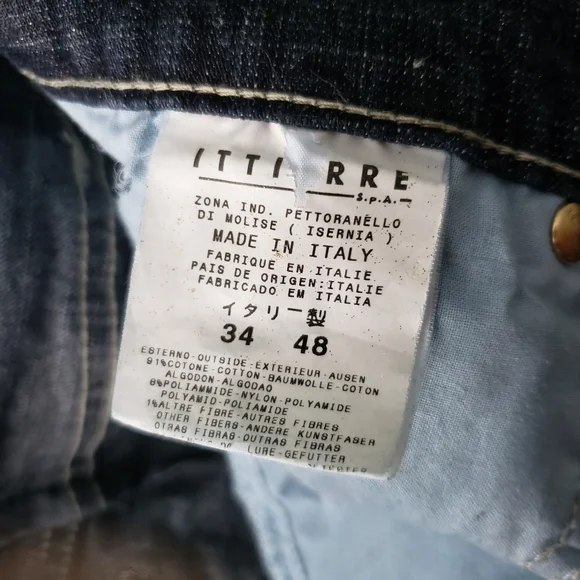 ITTI RRE
S.p.A.
ZONA IND. PETTORANELLO
DI MOLISE ( ISERNIA )
MADE IN ITALY
FABRIQUE EN ITALIE
PAIS DE ORIGEN:ITALIE
FABRICADO EM ITALIA
イタリー製
34 48
ESTERNO-OUTSIDE-EXTERIEUR-AUSEN
91%COTONE-COTTON-BAUMWOLLE-COTON
ALGODON-ALGODAO
8%POLIAMMIDE-NYLON-POLYAMIDE
POLYAMID-POLIAMIDE
1%ALTRE FIBRE-AUTRES FIBRES
OTHER FIBERS-ANDERE KUNSTFASER
OTRAS FIBRAS-OUTRAS FIBRAS
DE LURE-GEFUTTER